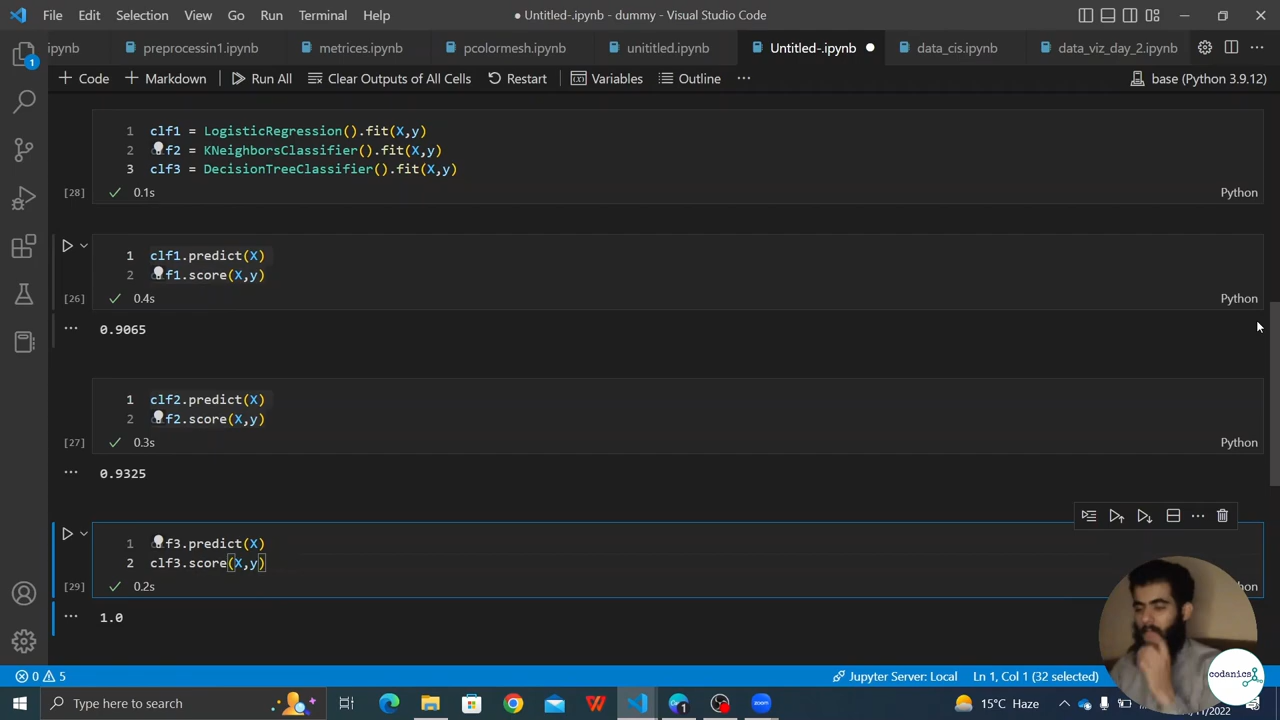 File Edit Selection View Go Run Terminal Help
● Untitled-.ipynb - dummy - Visual Studio Code
ipynb preprocessin1.ipynb metrices.ipynb pcolormesh.ipynb unititled.ipynb Untitled-.ipynb data_cis.ipynb data_viz_day_2.ipynb
1
+ Code + Markdown Run All Clear Outputs of All Cells Restart Variables Outline ... base (Python 3.9.12)
1 clf1 = LogisticRegression().fit(X,y)
2 clf2 = KNeighborsClassifier().fit(X,y)
3 clf3 = DecisionTreeClassifier().fit(X,y)
[28] 0.1s Python
1 clf1.predict(X)
2 clf1.score(X,y)
[26] 0.4s Python
0.9065
1 clf2.predict(X)
2 clf2.score(X,y)
[27] 0.3s Python
0.9325
1 clf3.predict(X)
2 clf3.score(X,y)
[29] 0.2s
1.0
codanics
0 5 Jupyter Server: Local Ln 1, Col 1 (32 selected)
Type here to search 15°C Haze